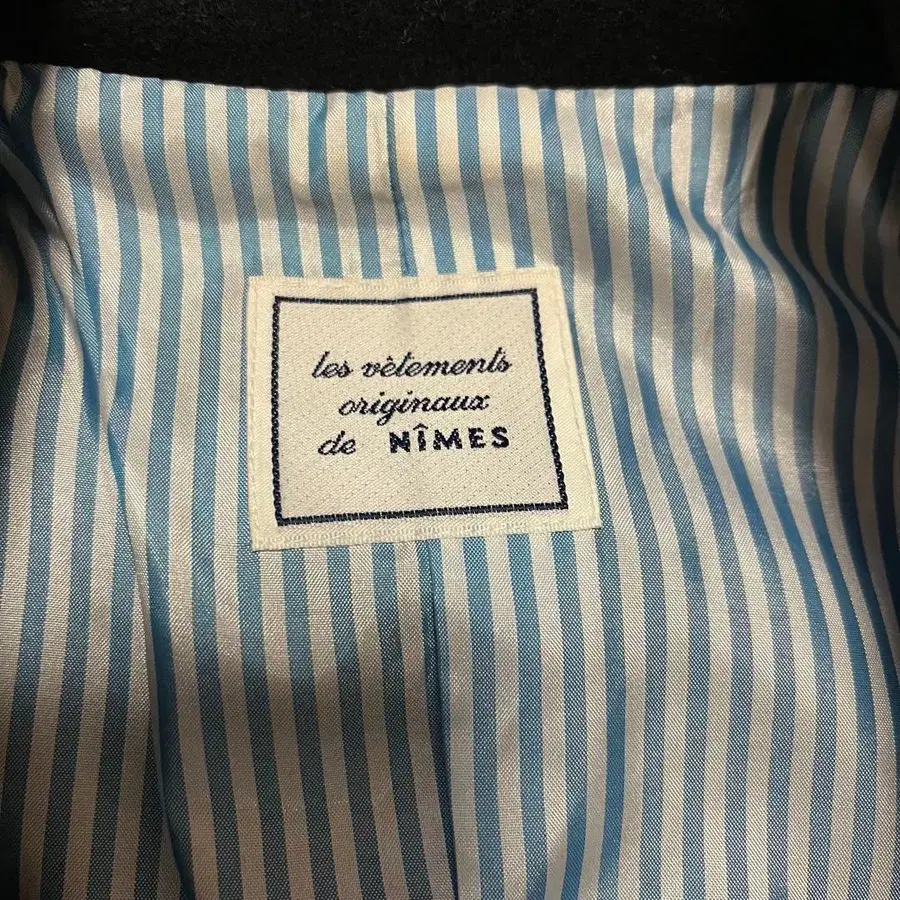 les vêtements
originaux
de NÎMES